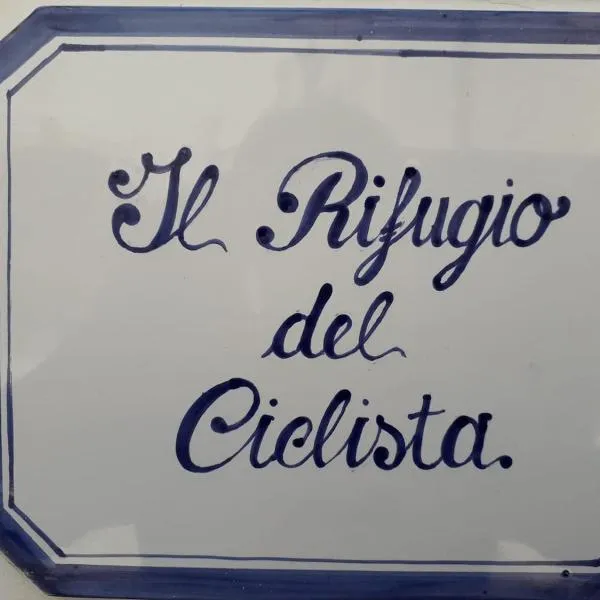 Il Rifugio
del
Ciclista.